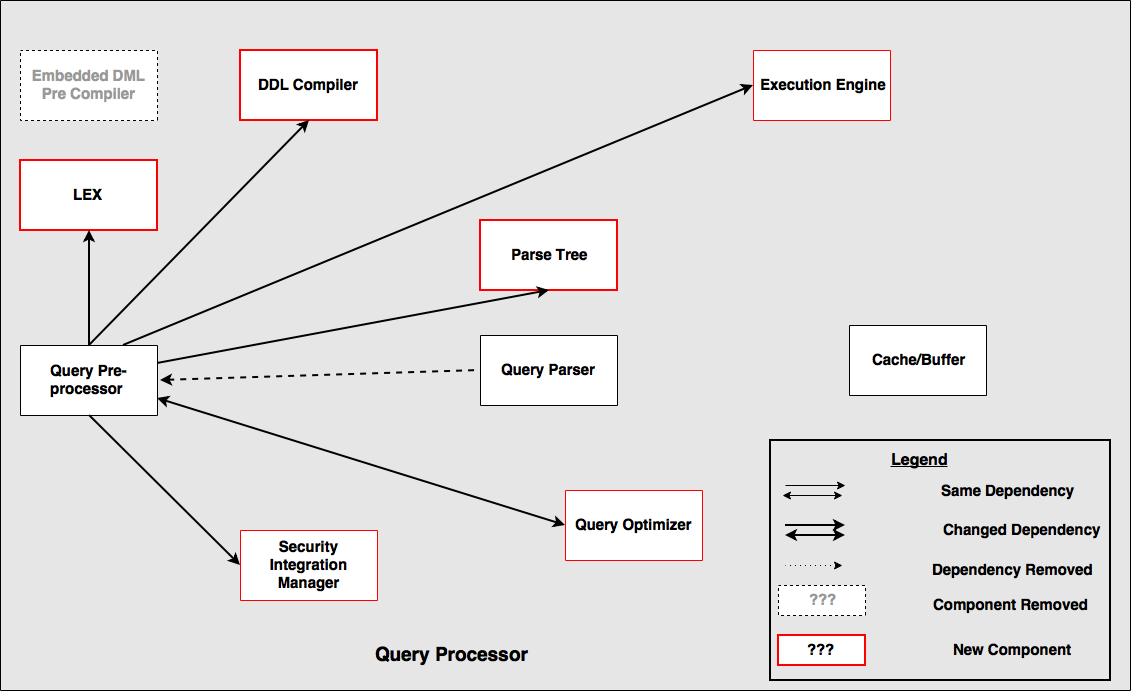 Embedded DML
Pre Compiler
DDL Compiler
Execution Engine
LEX
Parse Tree
Query Pre-
processor
Query Parser
Cache/Buffer
Query Optimizer
Security
Integration
Manager
Query Processor
Legend
Same Dependency
Changed Dependency
Dependency Removed
??? Component Removed
??? New Component